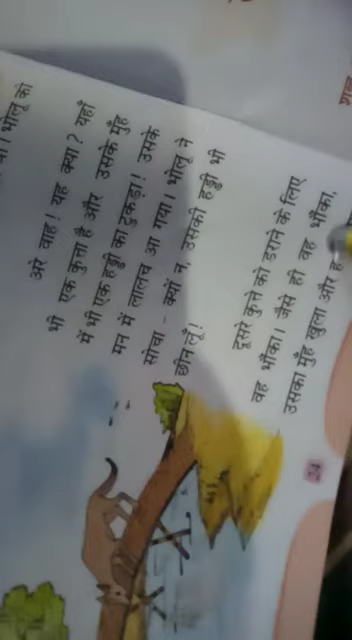 भोलू को
अरे वाह! यह क्या? यहाँ
भी एक कुत्ता है और उसके मुँह
में भी एक हड्डी का टुकड़ा! उसके
मन में लालच आ गया। भोलू ने
सोचा - क्यों न, उसकी हड्डी भी
छीन लूँ!
दूसरे कुत्ते को डराने के लिए
वह भौंका। जैसे ही वह भौंका,
उसका मुँह खुला और
24